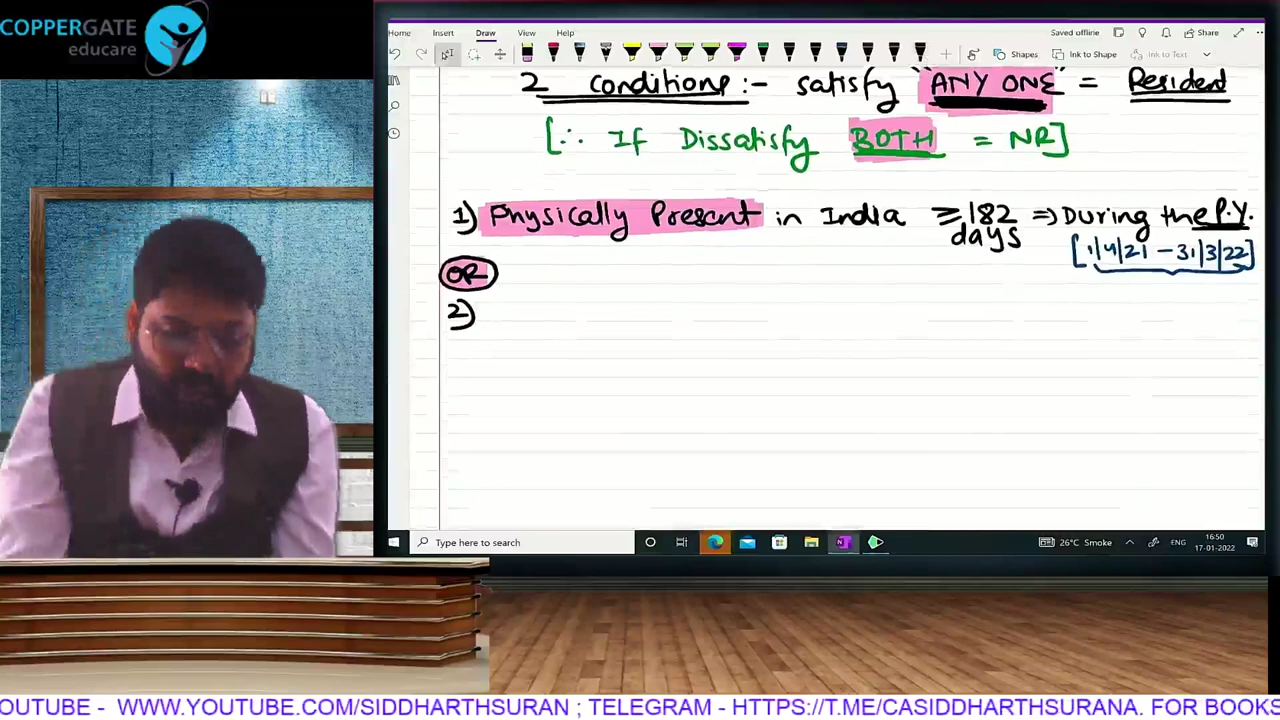 COPPERGATE
educare
Home Insert Draw View Help
Saved offline
Share
Shapes
Ink to Shape
Ink to Text
2 Conditions :- satisfy "ANY ONE" = Resident
[∴ If Dissatisfy BOTH = NR]
1) Physically Present in India ≥182 days => During the P.Y.
[1/4/21 - 31/3/22]
OR
2)
Type here to search
26°C Smoke
ENG
16:50
17-01-2022
OUTUBE - WWW.YOUTUBE.COM/SIDDHARTHSURAN ; TELEGRAM - HTTPS://T.ME/CASIDDHARTHSURANA. FOR BOOKS